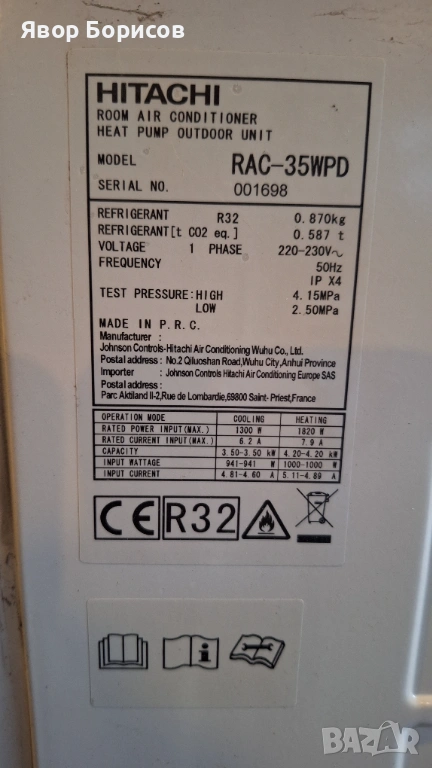 Явор Борисов
HITACHI
ROOM AIR CONDITIONER
HEAT PUMP OUTDOOR UNIT
MODEL RAC-35WPD
SERIAL NO. 001698
REFRIGERANT R32 0.870kg
REFRIGERANT[t CO2 eq.] 0.587 t
VOLTAGE 1 PHASE 220-230V~
FREQUENCY 50Hz
IP X4
TEST PRESSURE:HIGH 4.15MPa
LOW 2.50MPa
MADE IN P.R.C.
Manufacturer :
Johnson Controls-Hitachi Air Conditioning Wuhu Co., Ltd.
Postal address : No.2 Qiluoshan Road,Wuhu City,Anhui Province
Importer : Johnson Controls Hitachi Air Conditioning Europe SAS
Postal address :
Parc Aktiland II-2,Rue de Lombardie,69800 Saint- Priest,France
OPERATION MODE COOLING HEATING
RATED POWER INPUT(MAX.) 1300 W 1820 W
RATED CURRENT INPUT(MAX.) 6.2 A 7.9 A
CAPACITY 3.50-3.50 kW 4.20-4.20 kW
INPUT WATTAGE 941-941 W 1000-1000 W
INPUT CURRENT 4.81-4.60 A 5.11-4.89 A
CE R32
BAZAR